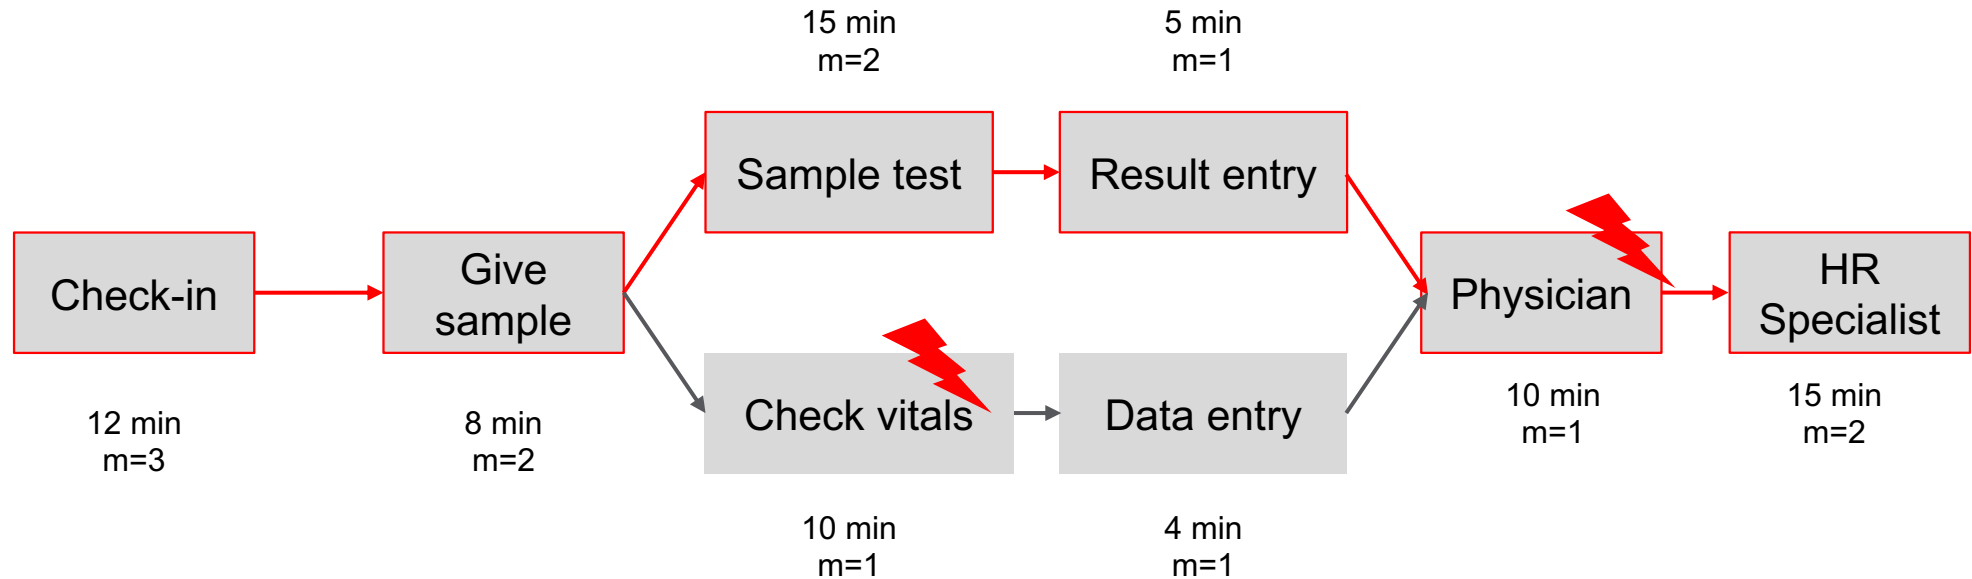 15 min
m=2
5 min
m=1
Sample test
Result entry
Check-in
Give
sample
Physician
HR
Specialist
Check vitals
Data entry
12 min
m=3
8 min
m=2
10 min
m=1
15 min
m=2
10 min
m=1
4 min
m=1